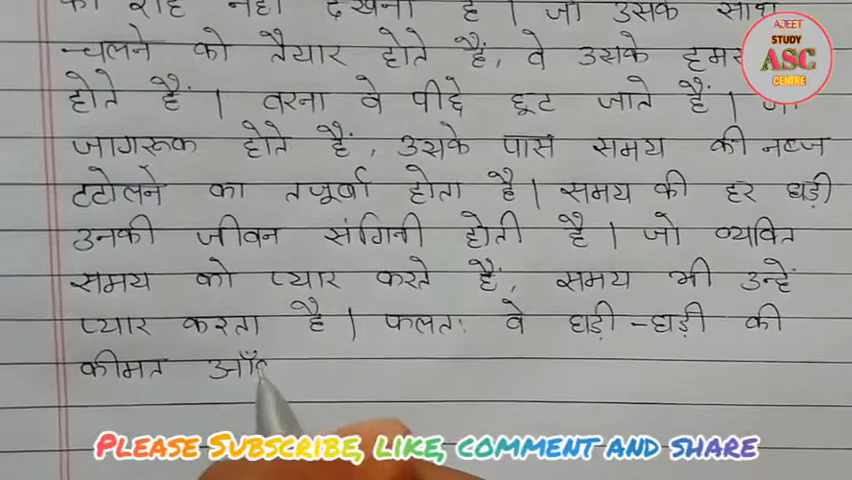 की राह नहीं देखना है । जो उसके साथ
चलने को तैयार होते हैं, वे उसके
होते हैं । वरना वे पीछे छूट जाते हैं ।
जागरूक होते हैं, उसके पास समय की नब्ज
टटोलने का तजूर्बा होता है । समय की हर घड़ी
उनकी जीवन संगिनी होती है । जो व्यक्ति
समय को प्यार करते हैं, समय भी उन्हें
प्यार करता है । फलतः वे घड़ी-घड़ी की
कीमत
AJEET
STUDY
ASC
CENTRE
PLEASE SUBSCRIBE, LIKE, COMMENT AND SHARE